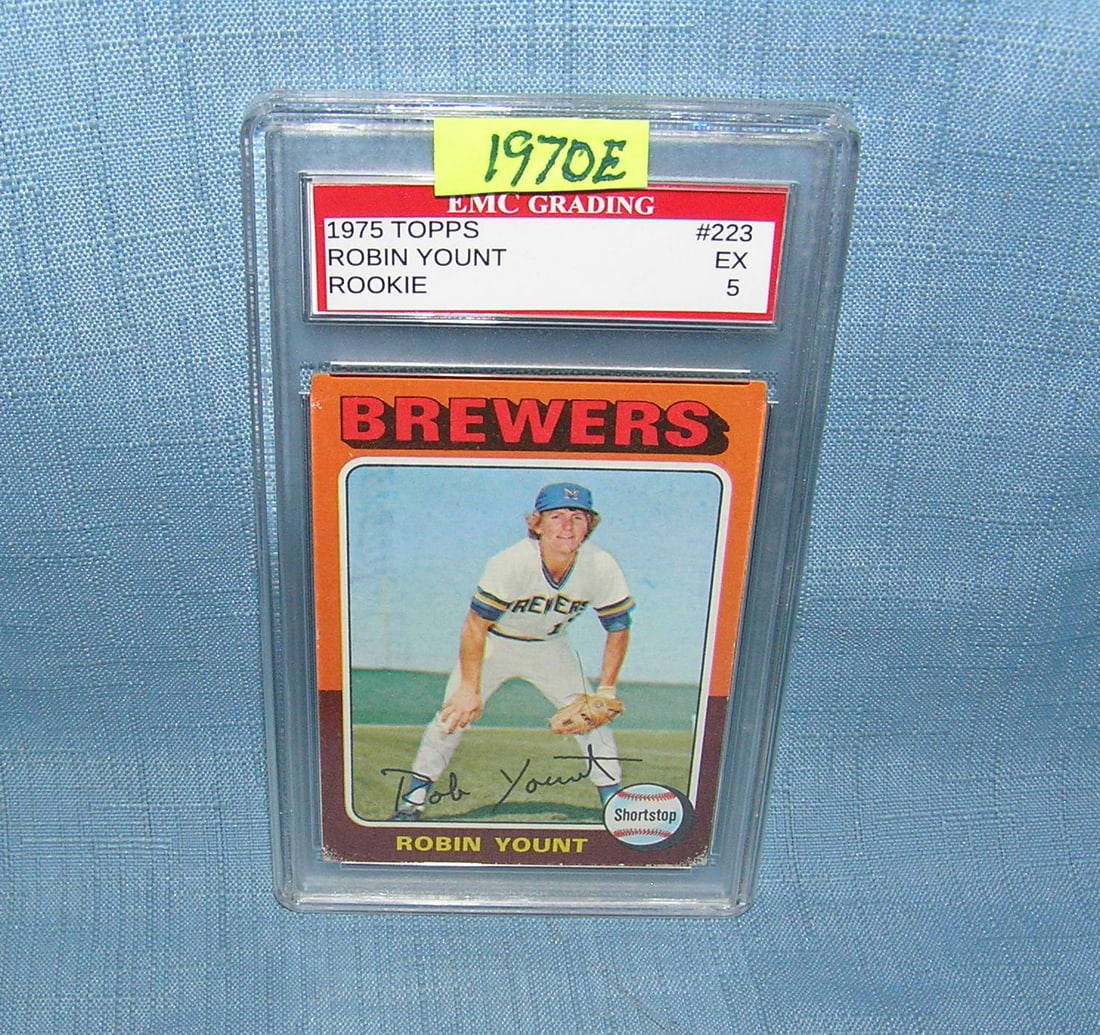 1970E
EMC GRADING
1975 TOPPS #223
ROBIN YOUNT EX
ROOKIE 5
BREWERS
M
BREWERS
Rob Yount
Shortstop
ROBIN YOUNT